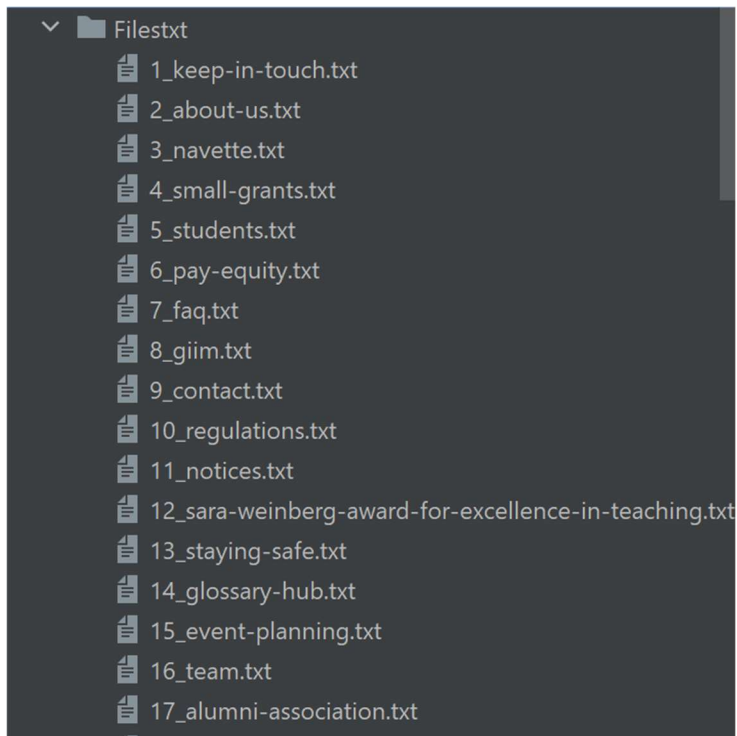 Filestxt
1_keep-in-touch.txt
2_about-us.txt
3_navette.txt
4_small-grants.txt
5_students.txt
6_pay-equity.txt
7_faq.txt
8_giim.txt
9_contact.txt
10_regulations.txt
11_notices.txt
12_sara-weinberg-award-for-excellence-in-teaching.txt
13_staying-safe.txt
14_glossary-hub.txt
15_event-planning.txt
16_team.txt
17_alumni-association.txt